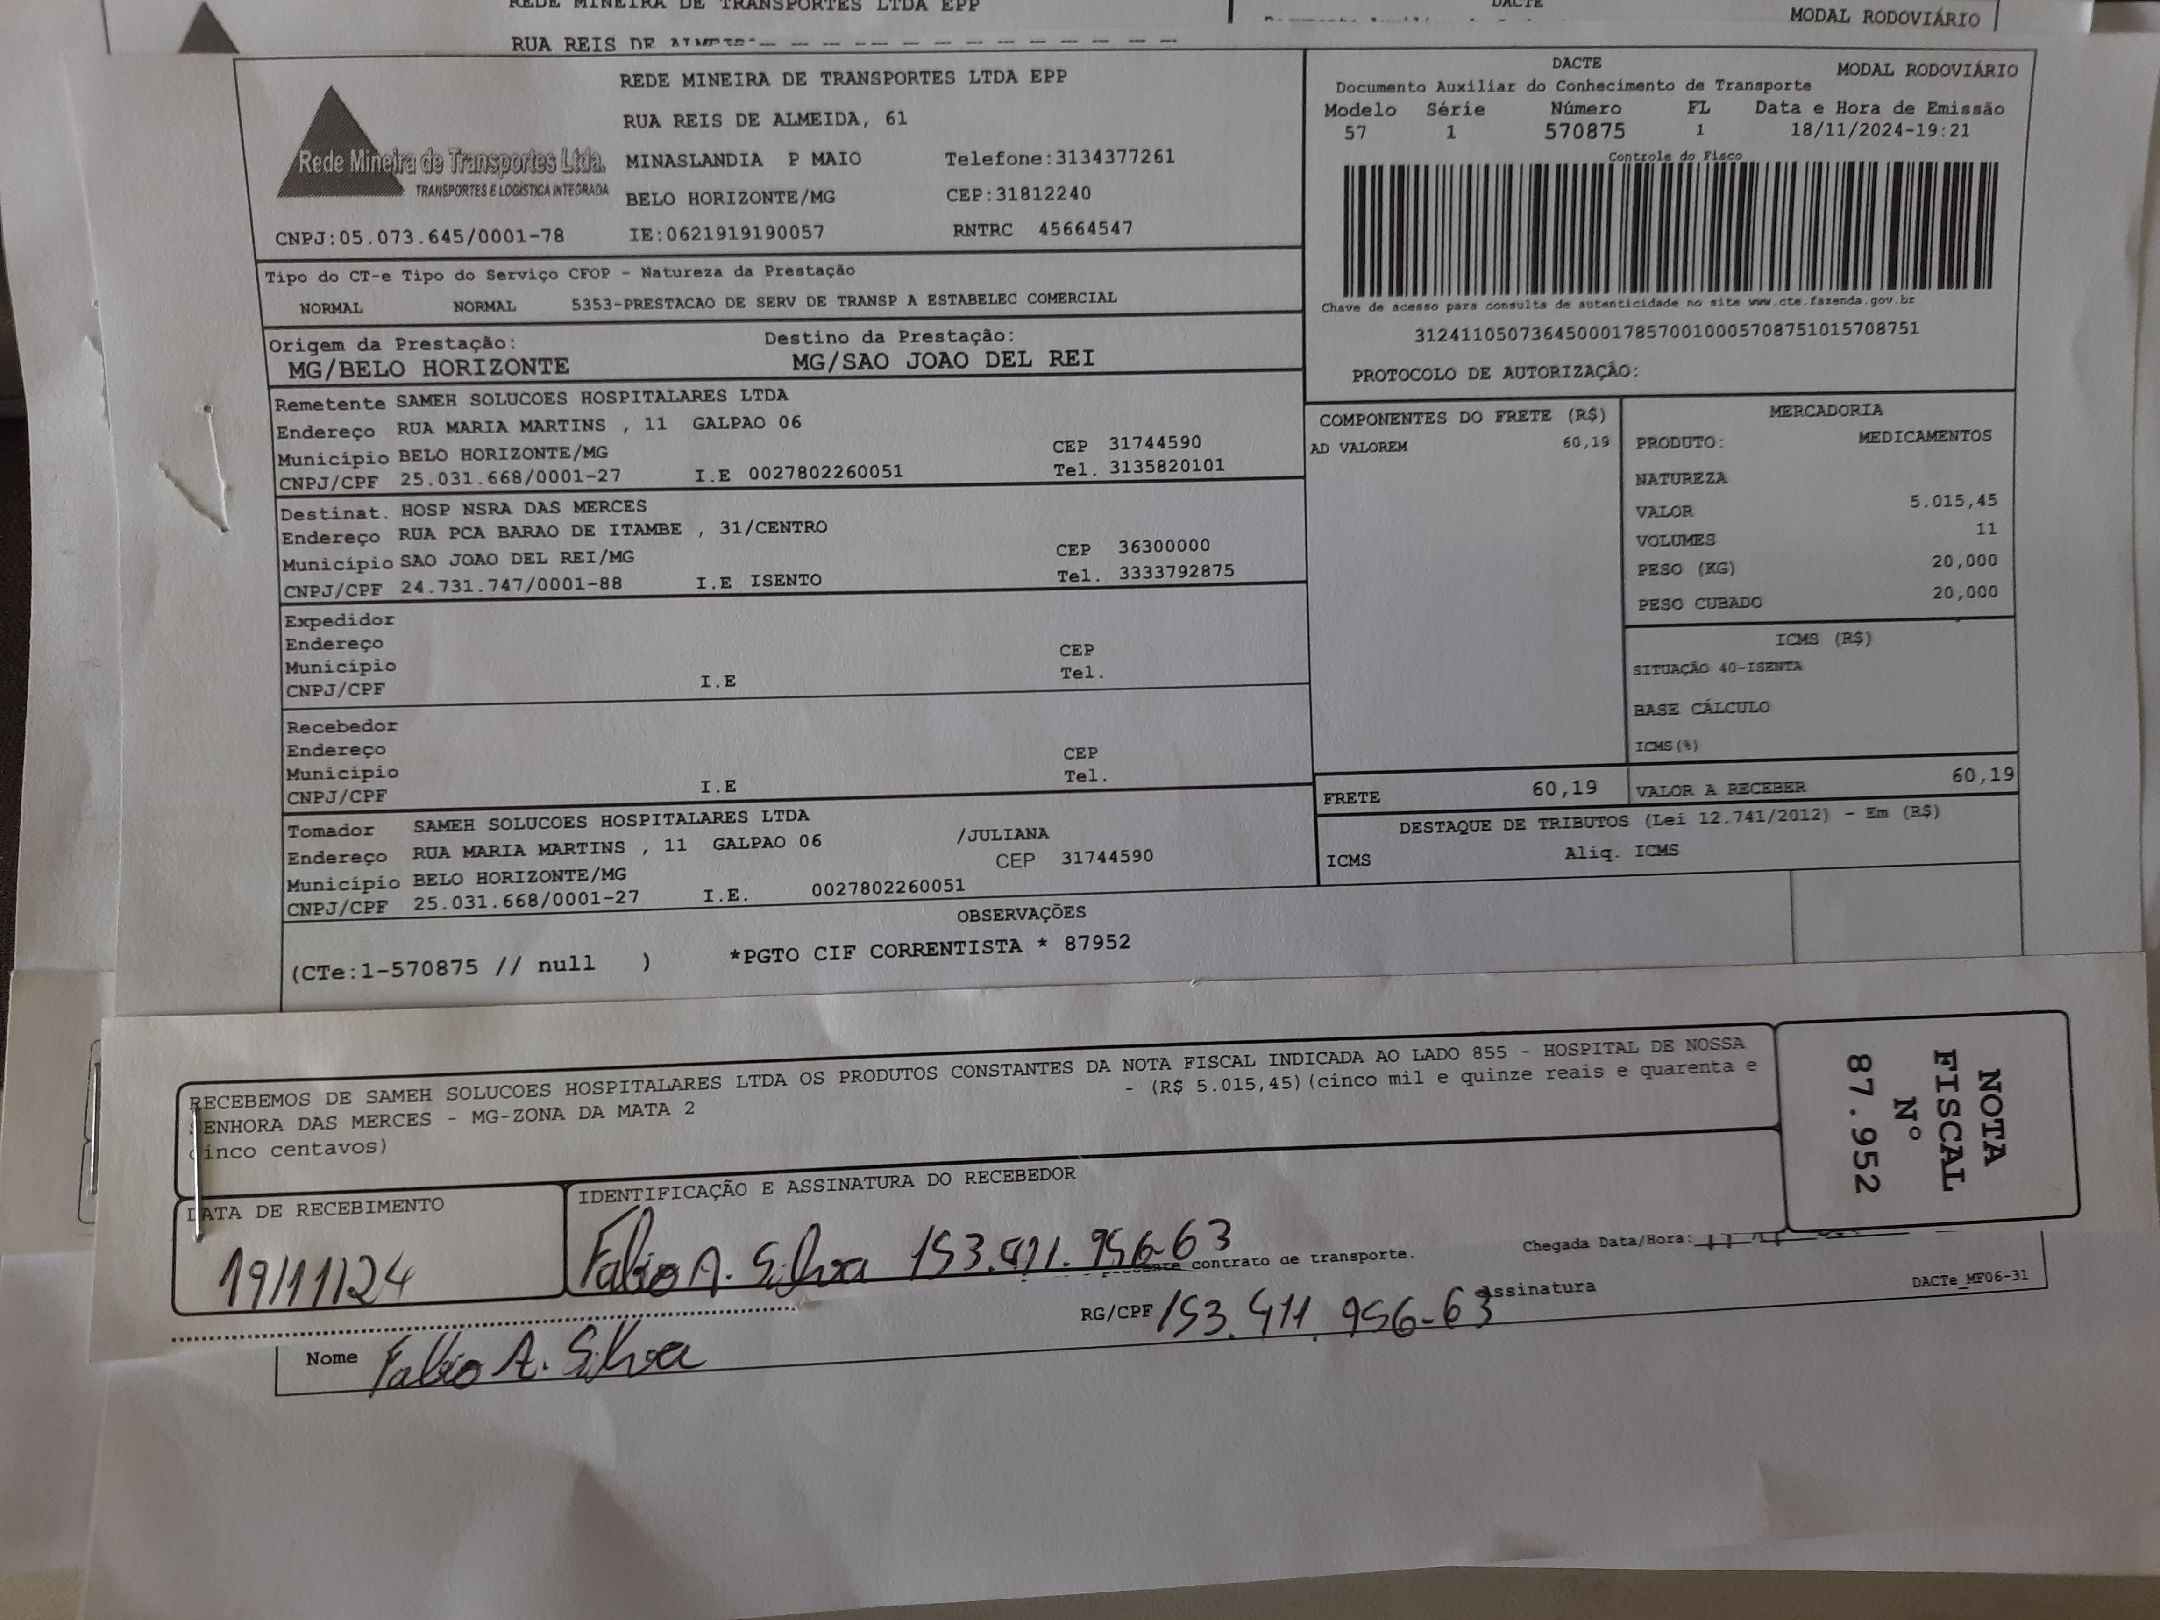 REDE MINEIRA DE TRANSPORTES LTDA EPP
DACTE
MODAL RODOVIÁRIO
RUA REIS DE ALMEIDA
Rede Mineira de Transportes Ltda.
TRANSPORTES E LOGÍSTICA INTEGRADA
REDE MINEIRA DE TRANSPORTES LTDA EPP
RUA REIS DE ALMEIDA, 61
MINASLANDIA P MAIO Telefone:3134377261
BELO HORIZONTE/MG CEP:31812240
CNPJ:05.073.645/0001-78 IE:0621919190057 RNTRC 45664547
DACTE MODAL RODOVIÁRIO
Documento Auxiliar do Conhecimento de Transporte
Modelo Série Número FL Data e Hora de Emissão
57 1 570875 1 18/11/2024-19:21
Controle do Fisco
Chave de acesso para consulta de autenticidade no site www.cte.fazenda.gov.br
31241105073645000178570010005708751015708751
PROTOCOLO DE AUTORIZAÇÃO:
Tipo do CT-e Tipo do Serviço CFOP - Natureza da Prestação
NORMAL NORMAL 5353-PRESTACAO DE SERV DE TRANSP A ESTABELEC COMERCIAL
Origem da Prestação: Destino da Prestação:
MG/BELO HORIZONTE MG/SAO JOAO DEL REI
Remetente SAMEH SOLUCOES HOSPITALARES LTDA
Endereço RUA MARIA MARTINS , 11 GALPAO 06
Município BELO HORIZONTE/MG CEP 31744590
CNPJ/CPF 25.031.668/0001-27 I.E 0027802260051 Tel. 3135820101
Destinat. HOSP NSRA DAS MERCES
Endereço RUA PCA BARAO DE ITAMBE , 31/CENTRO
Município SAO JOAO DEL REI/MG CEP 36300000
CNPJ/CPF 24.731.747/0001-88 I.E ISENTO Tel. 3333792875
Expedidor
Endereço
Município CEP
CNPJ/CPF I.E Tel.
Recebedor
Endereço
Município CEP
CNPJ/CPF I.E Tel.
Tomador SAMEH SOLUCOES HOSPITALARES LTDA
Endereço RUA MARIA MARTINS , 11 GALPAO 06 /JULIANA
Município BELO HORIZONTE/MG CEP 31744590
CNPJ/CPF 25.031.668/0001-27 I.E. 0027802260051
COMPONENTES DO FRETE (R$)
AD VALOREM 60,19
MERCADORIA
PRODUTO: MEDICAMENTOS
NATUREZA
VALOR 5.015,45
VOLUMES 11
PESO (KG) 20,000
PESO CUBADO 20,000
ICMS (R$)
SITUAÇÃO 40-ISENTA
BASE CÁLCULO
ICMS(%)
FRETE 60,19 VALOR A RECEBER 60,19
DESTAQUE DE TRIBUTOS (Lei 12.741/2012) - Em (R$)
ICMS Aliq. ICMS
OBSERVAÇÕES
(CTe:1-570875 // null ) *PGTO CIF CORRENTISTA * 87952
RECEBEMOS DE SAMEH SOLUCOES HOSPITALARES LTDA OS PRODUTOS CONSTANTES DA NOTA FISCAL INDICADA AO LADO 855 - HOSPITAL DE NOSSA
SENHORA DAS MERCES - MG-ZONA DA MATA 2 - (R$ 5.015,45)(cinco mil e quinze reais e quarenta e
cinco centavos)
NOTA
FISCAL
Nº
87.952
DATA DE RECEBIMENTO
19/11/24
IDENTIFICAÇÃO E ASSINATURA DO RECEBEDOR
Fabio A. Silva 153.411.956-63
contrato de transporte.
Chegada Data/Hora:
Nome Fabio A. Silva RG/CPF 153.411.956-63 Assinatura
DACTe_MF06-31